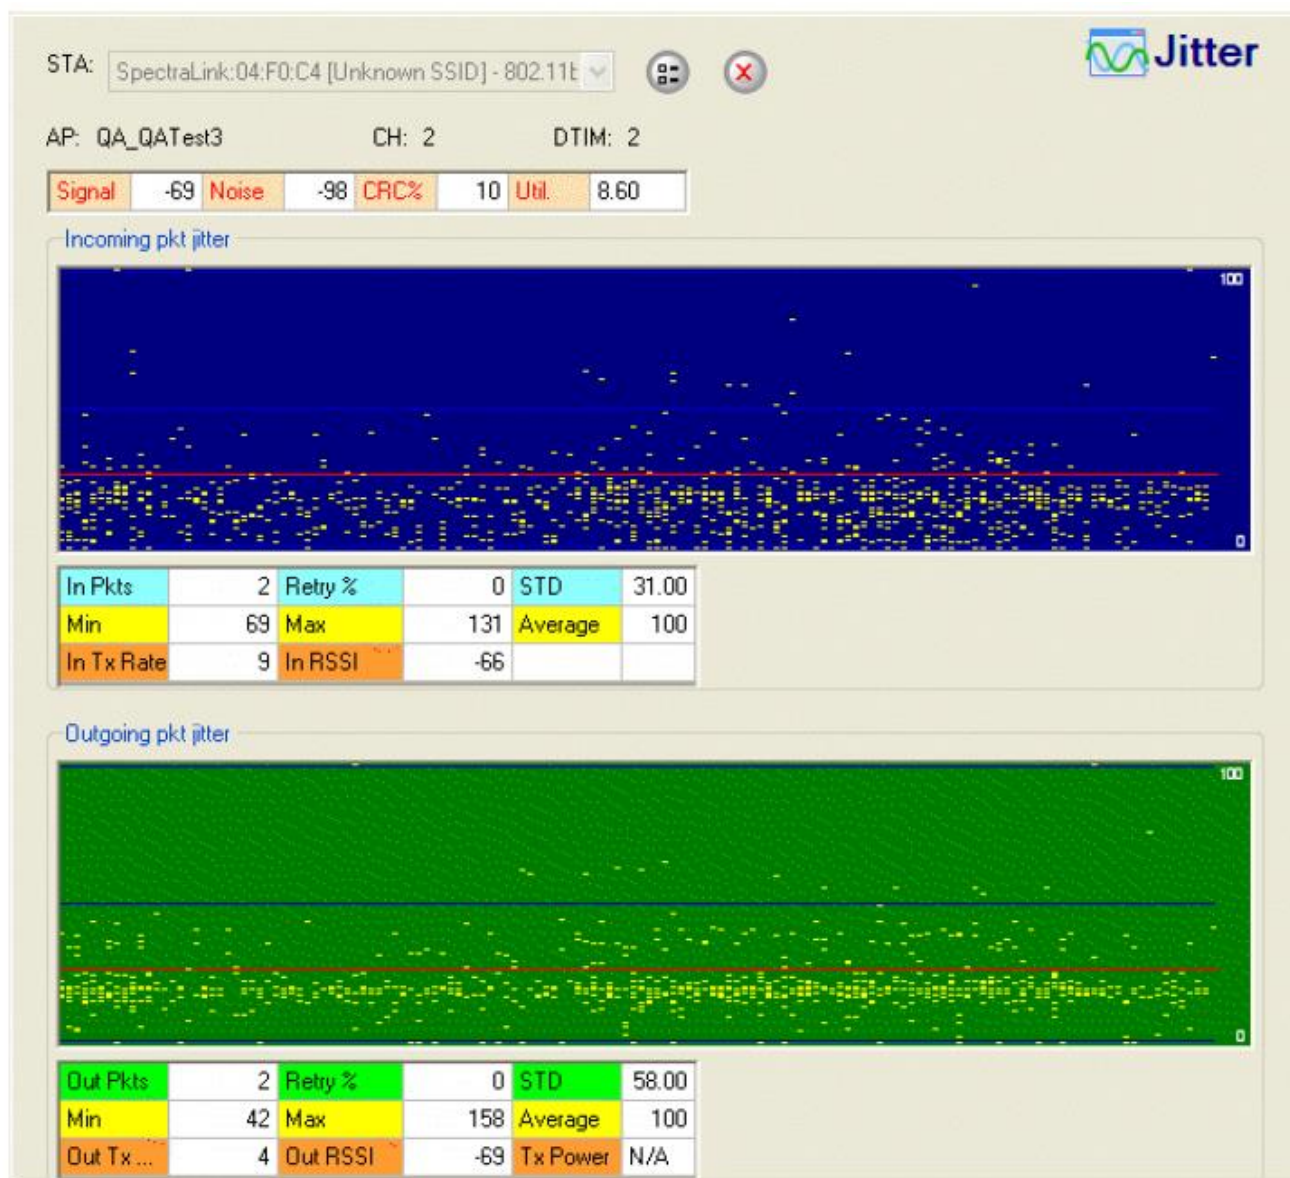 Jitter
STA: SpectraLink:04:F0:C4 [Unknown SSID] - 802.11b
AP: QA_QATest3 CH: 2 DTIM: 2
Signal -69 Noise -98 CRC% 10 Util. 8.60
Incoming pkt jitter
100
0
In Pkts 2 Retry % 0 STD 31.00
Min 69 Max 131 Average 100
In Tx Rate 9 In RSSI -66
Outgoing pkt jitter
100
0
Out Pkts 2 Retry % 0 STD 58.00
Min 42 Max 158 Average 100
Out Tx ... 4 Out RSSI -69 Tx Power N/A